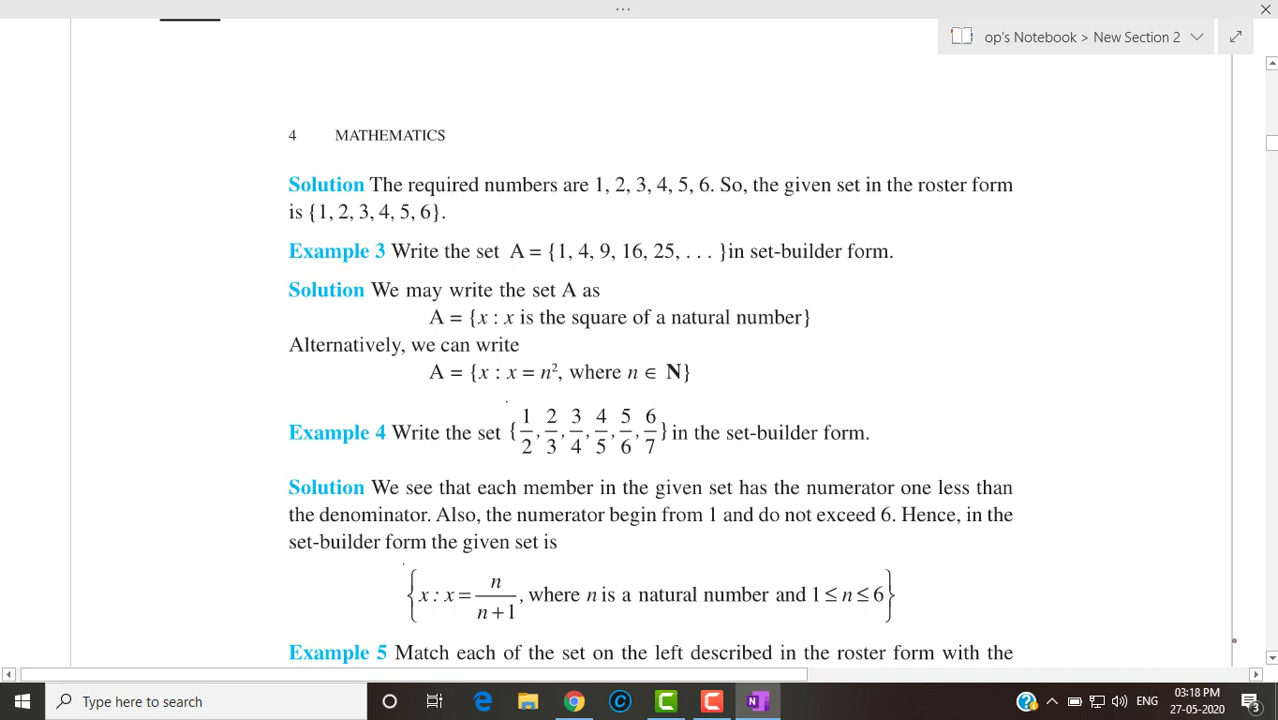 op's Notebook > New Section 2
4 MATHEMATICS
Solution The required numbers are 1, 2, 3, 4, 5, 6. So, the given set in the roster form
is {1, 2, 3, 4, 5, 6}.
Example 3 Write the set A = {1, 4, 9, 16, 25, . . . }in set-builder form.
Solution We may write the set A as
A = {x : x is the square of a natural number}
Alternatively, we can write
A = {x : x = n², where n ∈ N}
Example 4 Write the set {1/2, 2/3, 3/4, 4/5, 5/6, 6/7} in the set-builder form.
Solution We see that each member in the given set has the numerator one less than
the denominator. Also, the numerator begin from 1 and do not exceed 6. Hence, in the
set-builder form the given set is
{x : x = n/(n+1), where n is a natural number and 1 ≤ n ≤ 6}
Example 5 Match each of the set on the left described in the roster form with the
Type here to search
ENG
03:18 PM
27-05-2020
3